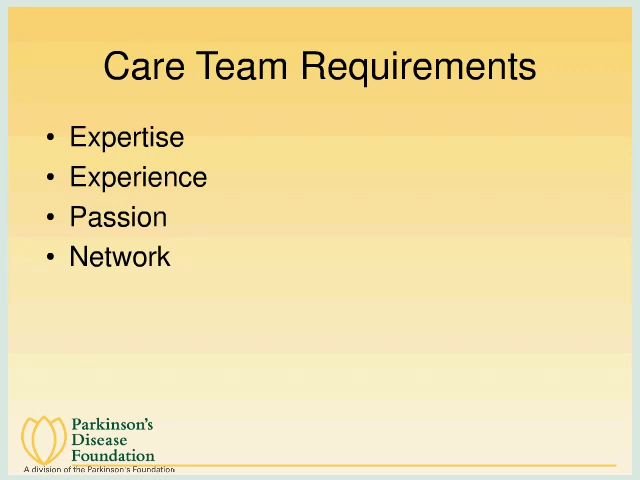 Care Team Requirements
• Expertise
• Experience
• Passion
• Network
Parkinson's
Disease
Foundation
A division of the Parkinson's Foundation